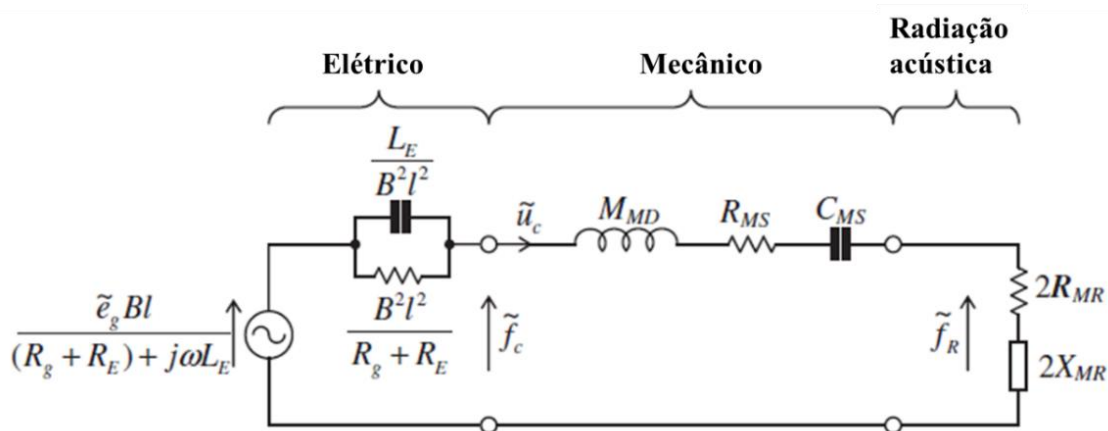 Elétrico
Mecânico
Radiação
acústica
L_E
B²l²
ũ_c
M_MD
R_MS
C_MS
ẽ_g Bl
(R_g + R_E) + jωL_E
B²l²
R_g + R_E
f̃_c
f̃_R
2R_MR
2X_MR